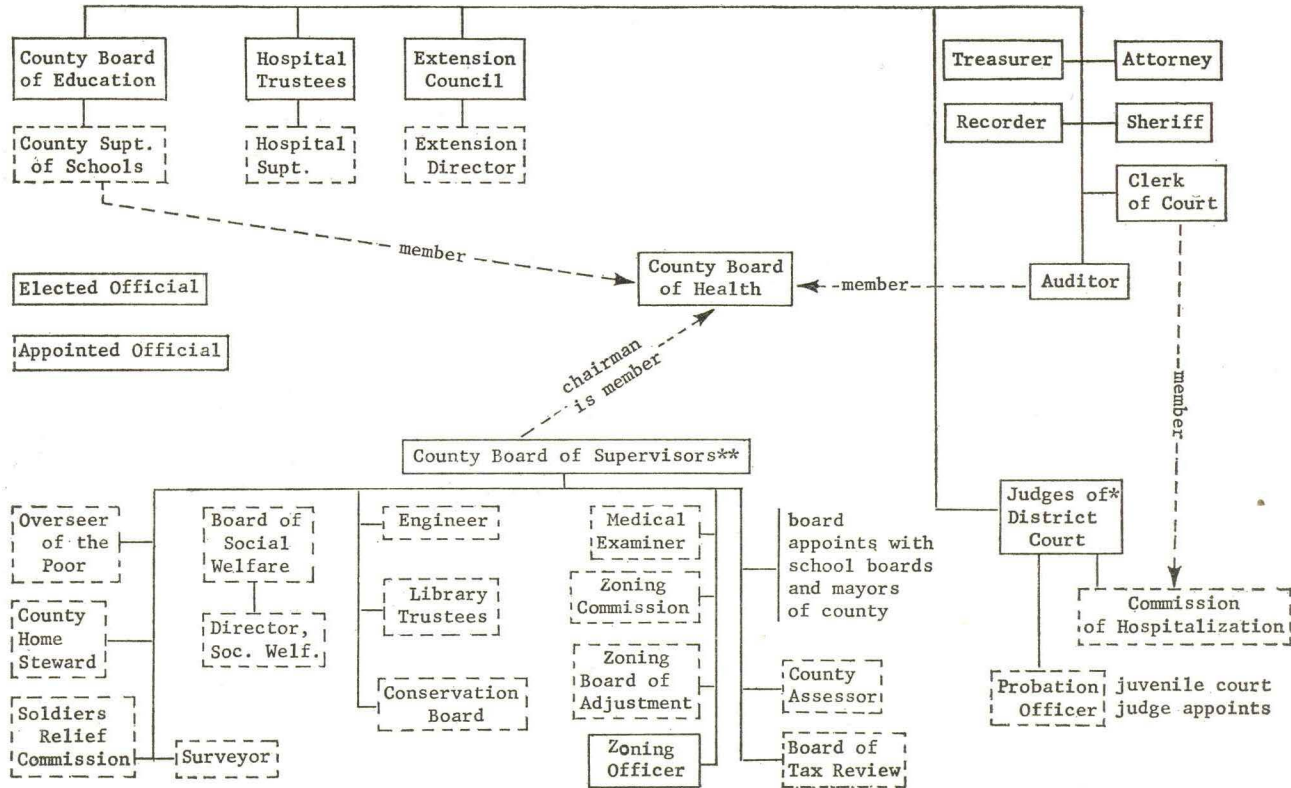 County Board
of Education
Hospital
Trustees
Extension
Council
Treasurer
Attorney
County Supt.
of Schools
Hospital
Supt.
Extension
Director
Recorder
Sheriff
Clerk
of Court
member
County Board
of Health
member
Auditor
Elected Official
Appointed Official
chairman
is member
member
County Board of Supervisors**
Overseer
of the
Poor
Board of
Social
Welfare
Engineer
Medical
Examiner
board
appoints with
school boards
and mayors
of county
Judges of*
District
Court
County
Home
Steward
Director,
Soc. Welf.
Library
Trustees
Zoning
Commission
Commission
of Hospitalization
Soldiers
Relief
Commission
Surveyor
Conservation
Board
Zoning
Board of
Adjustment
County
Assessor
Probation
Officer
juvenile court
judge appoints
Zoning
Officer
Board of
Tax Review